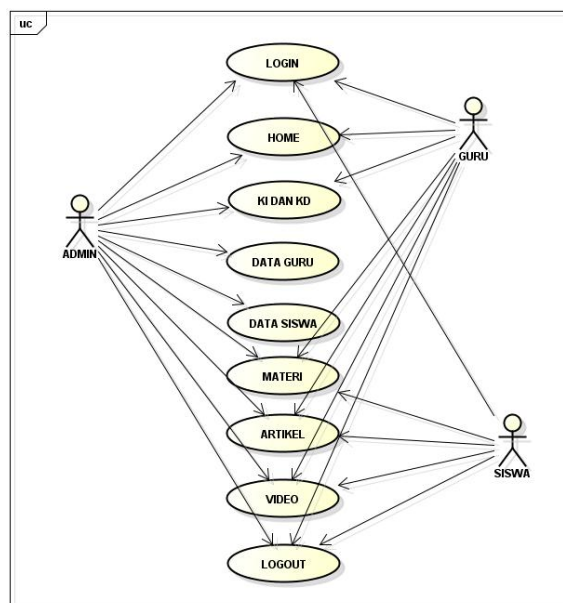 uc
LOGIN
HOME
GURU
KI DAN KD
ADMIN
DATA GURU
DATA SISWA
MATERI
ARTIKEL
SISWA
VIDEO
LOGOUT